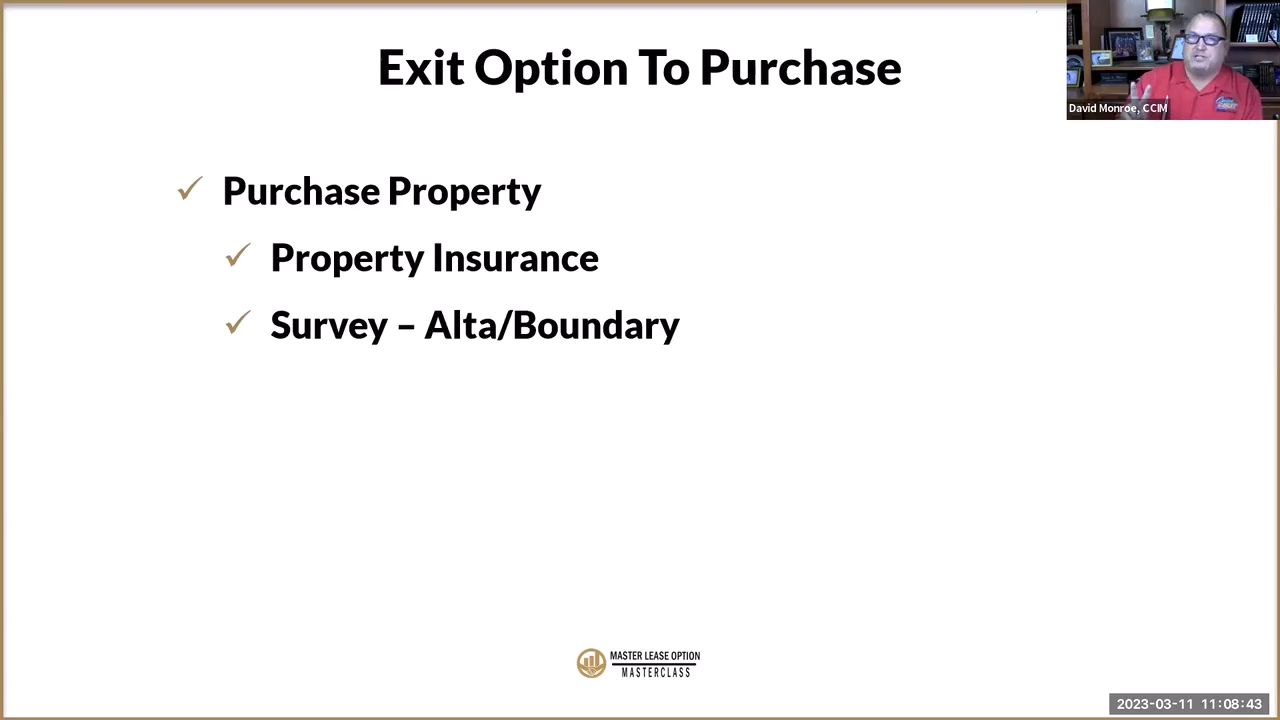 Exit Option To Purchase
David Monroe, CCIM
Purchase Property
Property Insurance
Survey – Alta/Boundary
MASTER LEASE OPTION
MASTERCLASS
2023-03-11 11:08:43